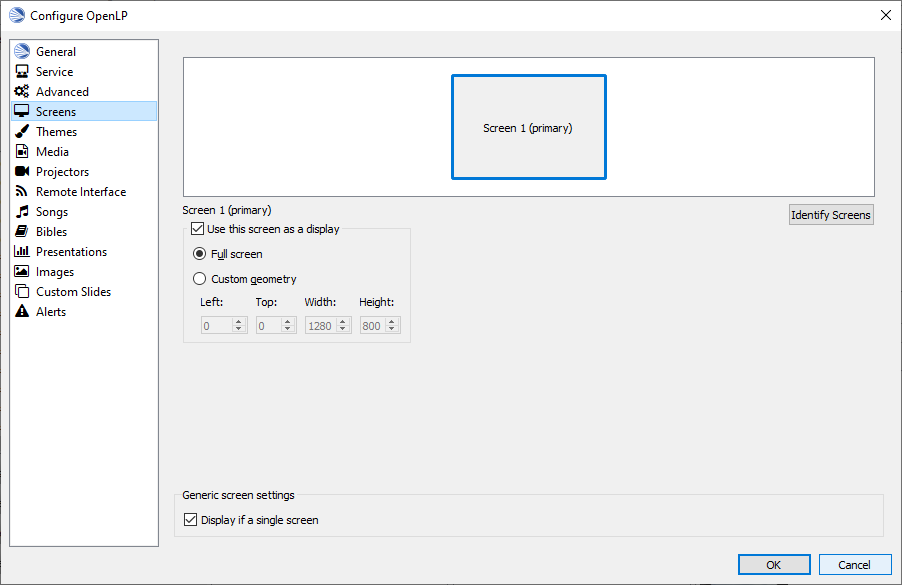 Configure OpenLP
General
Service
Advanced
Screens
Themes
Media
Projectors
Remote Interface
Songs
Bibles
Presentations
Images
Custom Slides
Alerts
Screen 1 (primary)
Screen 1 (primary)
Identify Screens
Use this screen as a display
Full screen
Custom geometry
Left: Top: Width: Height:
0 0 1280 800
Generic screen settings
Display if a single screen
OK Cancel